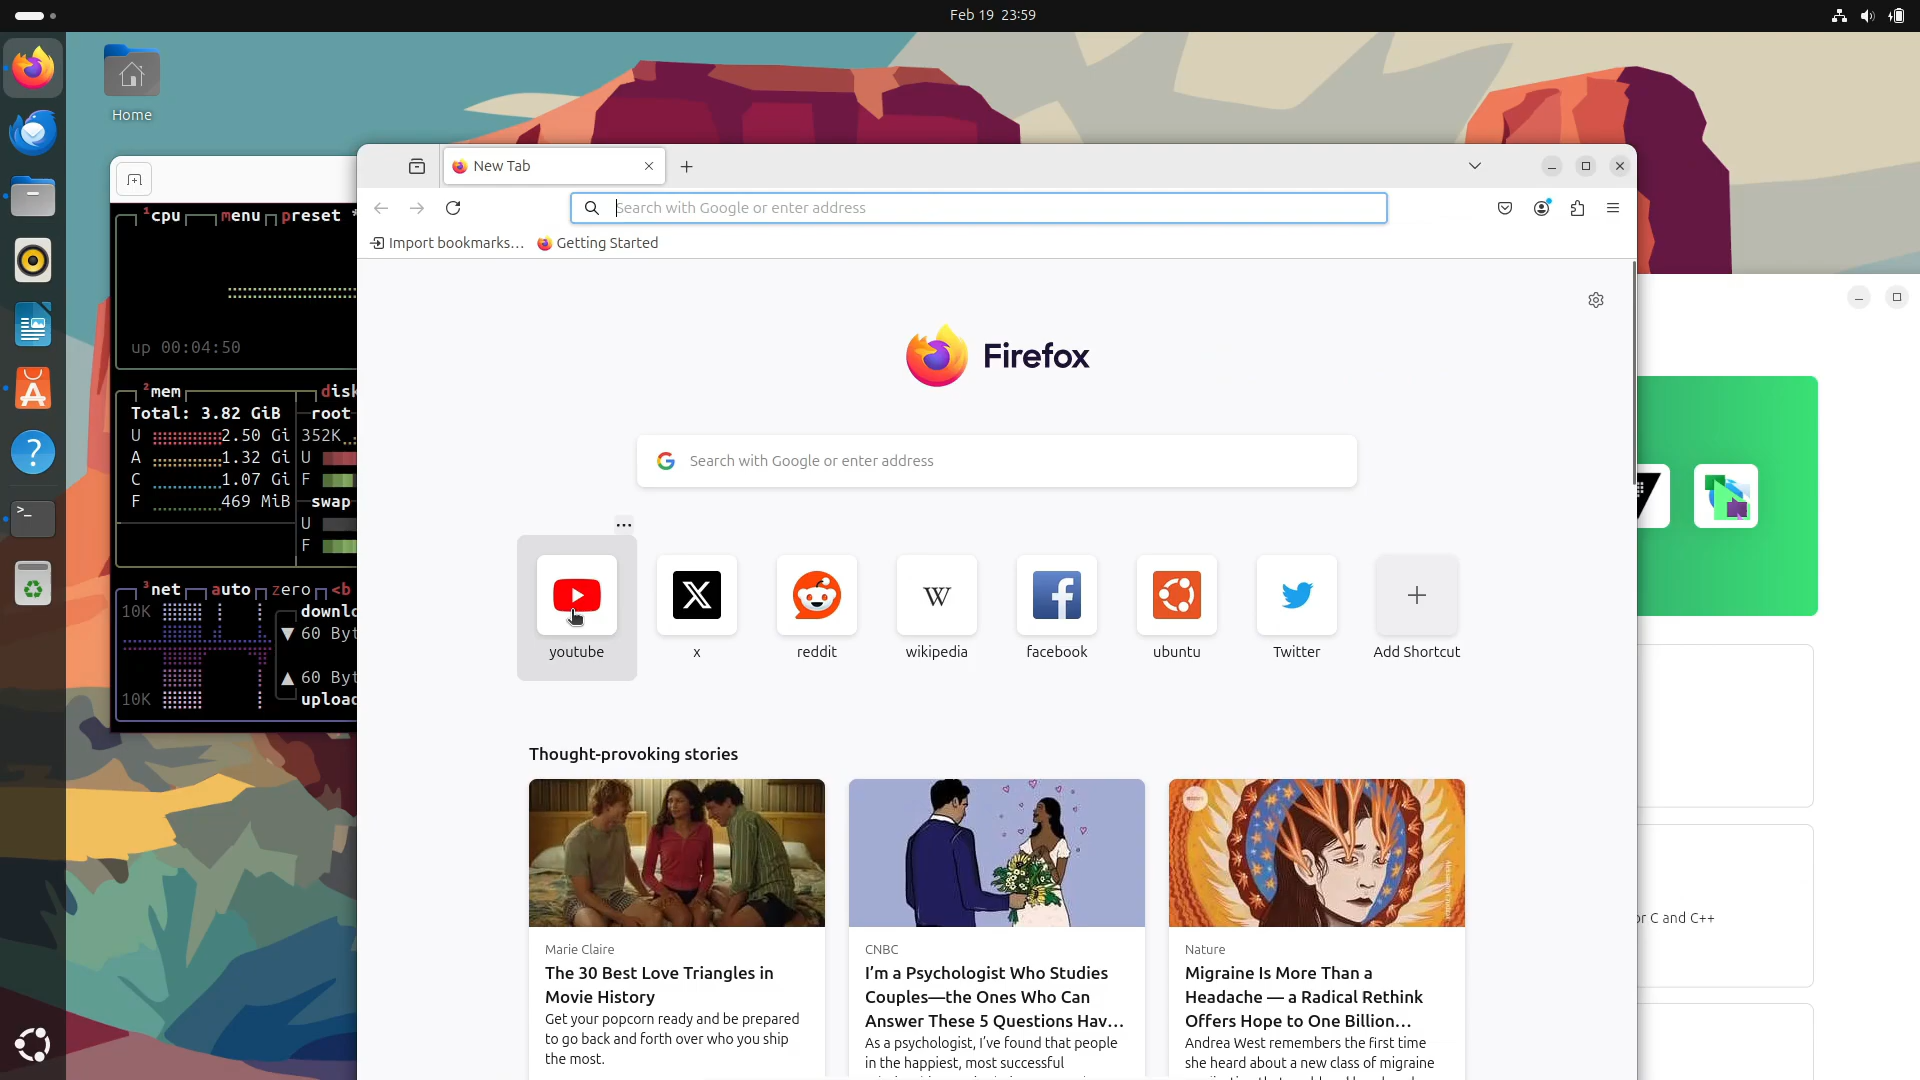 Feb 19 23:59
Home
New Tab
Search with Google or enter address
Import bookmarks...
Getting Started
1cpu menu preset *
up 00:04:50
2mem disk
Total: 3.82 GiB root
U 2.50 Gi 352K
A 1.32 Gi U
C 1.07 Gi F
F 469 MiB swap
U
F
3net auto zero <b
10K downlo
▼ 60 Byt
▲ 60 Byt
10K upload
Firefox
Search with Google or enter address
youtube
x
reddit
wikipedia
facebook
ubuntu
Twitter
Add Shortcut
Thought-provoking stories
Marie Claire
The 30 Best Love Triangles in
Movie History
Get your popcorn ready and be prepared
to go back and forth over who you ship
the most.
CNBC
I'm a Psychologist Who Studies
Couples—the Ones Who Can
Answer These 5 Questions Hav...
As a psychologist, I've found that people
in the happiest, most successful
Nature
Migraine Is More Than a
Headache — a Radical Rethink
Offers Hope to One Billion...
Andrea West remembers the first time
she heard about a new class of migraine
or C and C++